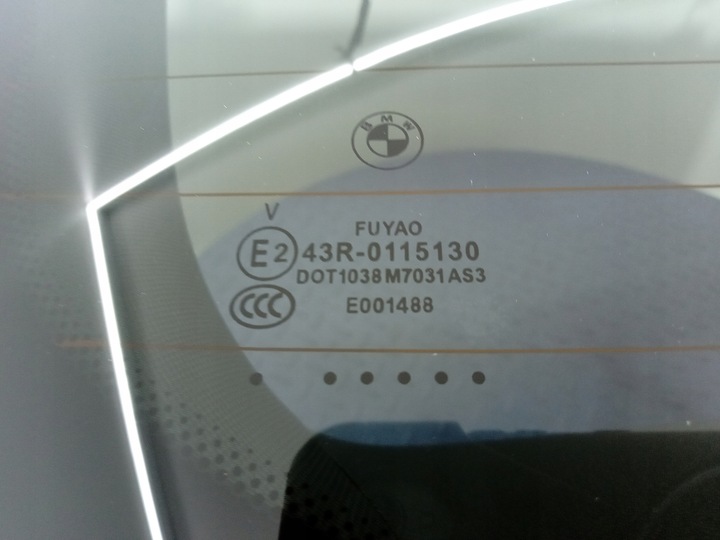 BMW
V
FUYAO
E2 43R-0115130
DOT1038 M7031 AS3
CCC E001488